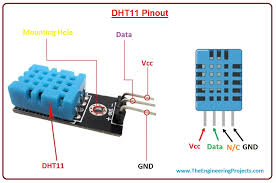 DHT11 Pinout
Mounting Hole
Data
Vcc
DHT11
GND
Vcc
Data
N/C
GND
www.TheEngineeringProjects.com